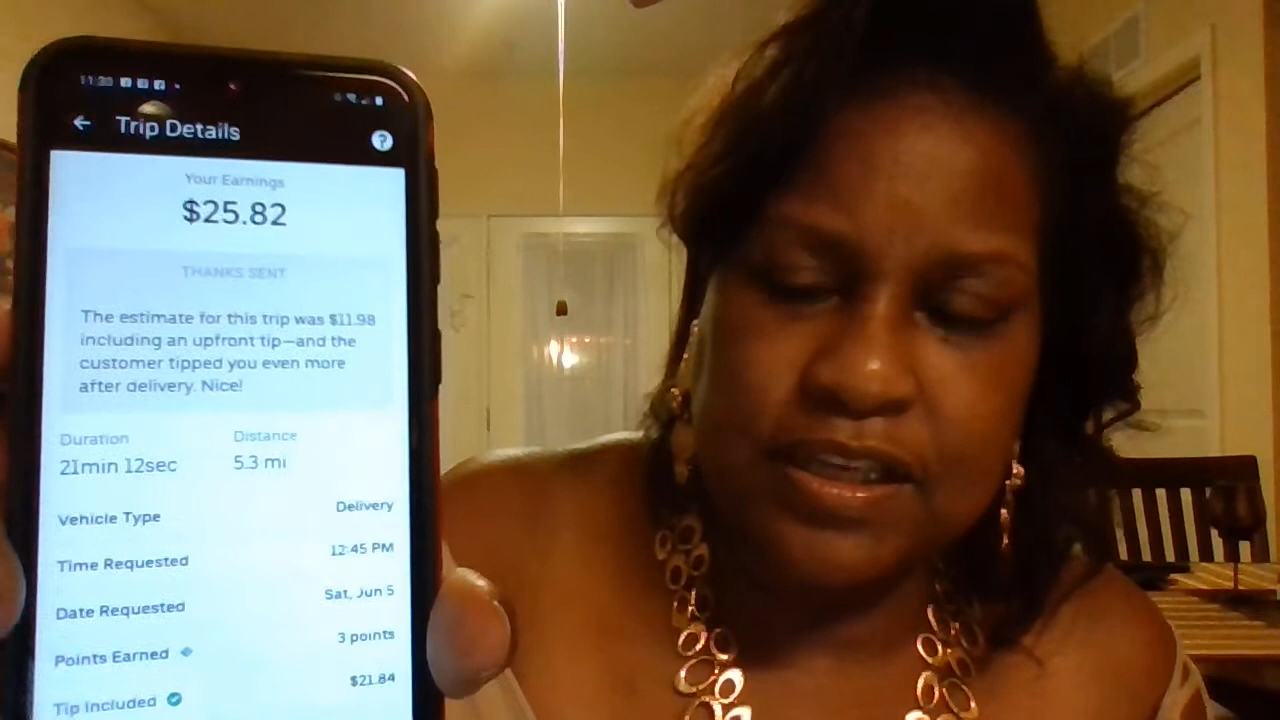 11:30
Trip Details
?
Your Earnings
$25.82
THANKS SENT
The estimate for this trip was $11.98
including an upfront tip—and the
customer tipped you even more
after delivery. Nice!
Duration Distance
21min 12sec 5.3 mi
Vehicle Type Delivery
Time Requested 12:45 PM
Date Requested Sat, Jun 5
Points Earned 3 points
Tip Included $21.84